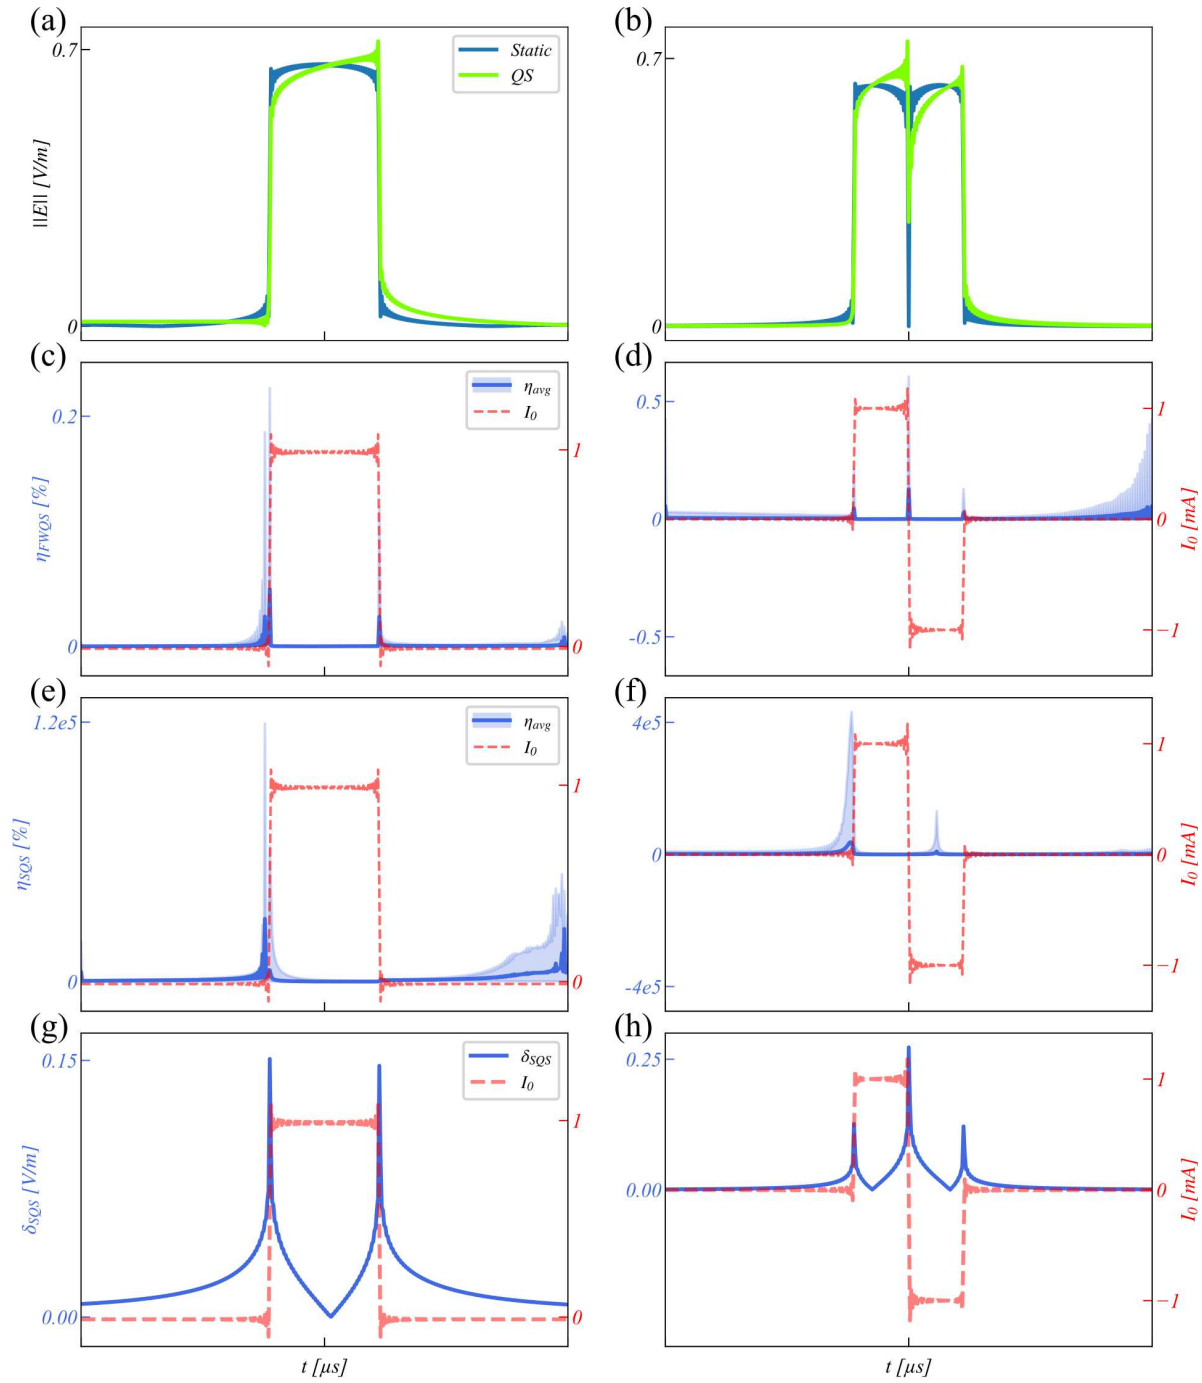 (a)
0.7
||E|| [V/m]
0
Static
QS
(b)
0.7
0
(c)
0.2
η_FWQS [%]
0
η_avg
I_0
1
0
(d)
0.5
0
-0.5
1
0
−1
I_0 [mA]
(e)
1.2e5
η_SQS [%]
0
η_avg
I_0
1
0
(f)
4e5
0
-4e5
1
0
−1
I_0 [mA]
(g)
0.15
δ_SQS [V/m]
0.00
δ_SQS
I_0
1
0
t [μs]
(h)
0.25
0.00
1
0
−1
I_0 [mA]
t [μs]